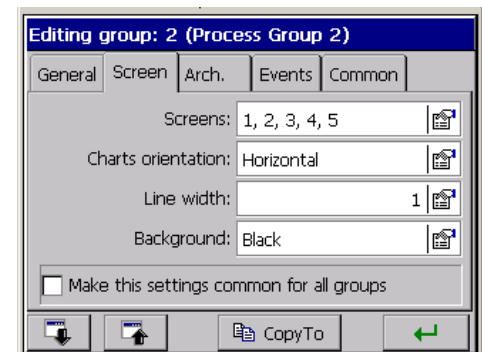 Editing group: 2 (Process Group 2)
General Screen Arch. Events Common
Screens: 1, 2, 3, 4, 5
Charts orientation: Horizontal
Line width: 1
Background: Black
Make this settings common for all groups
CopyTo